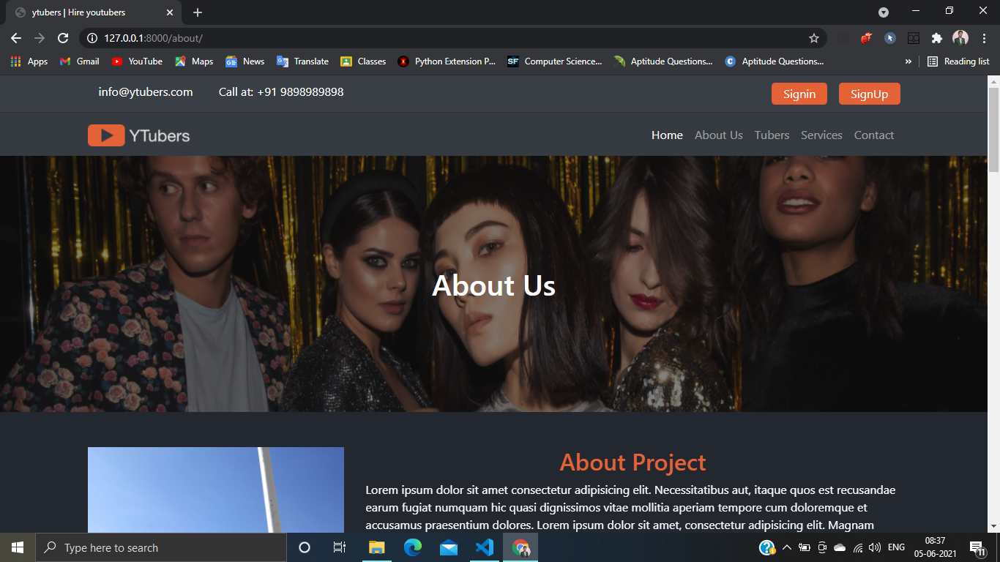 ytubers | Hire youtubers
127.0.0.1:8000/about/
Apps Gmail YouTube Maps News Translate Classes Python Extension P... SF Computer Science... Aptitude Questions... C Aptitude Questions... » Reading list
info@ytubers.com Call at: +91 9898989898 Signin SignUp
YTubers Home About Us Tubers Services Contact
About Us
About Project
Lorem ipsum dolor sit amet consectetur adipisicing elit. Necessitatibus aut, itaque quos est recusandae
earum fugiat numquam hic quasi dignissimos vitae mollitia aperiam tempore cum doloremque et
accusamus praesentium dolores. Lorem ipsum dolor sit amet, consectetur adipisicing elit. Magnam
Type here to search ENG 08:37
05-06-2021 11